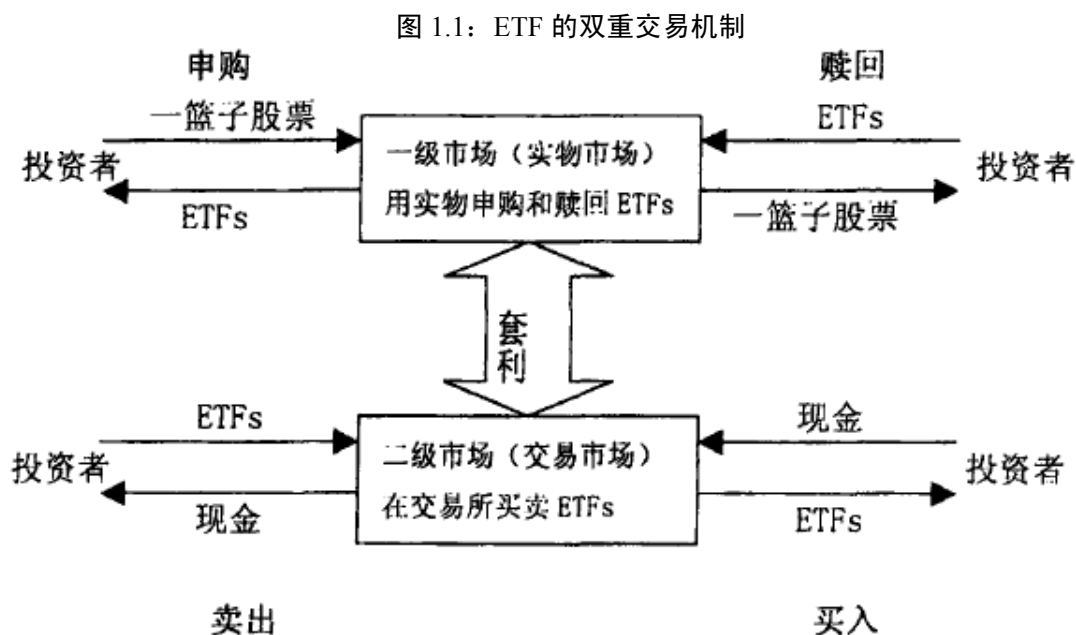 图 1.1：ETF 的双重交易机制
申购
赎回
一篮子股票
ETFs
投资者
一级市场（实物市场）
用实物申购和赎回 ETFs
投资者
ETFs
一篮子股票
套利
ETFs
现金
投资者
二级市场（交易市场）
在交易所买卖 ETFs
投资者
现金
ETFs
卖出
买入